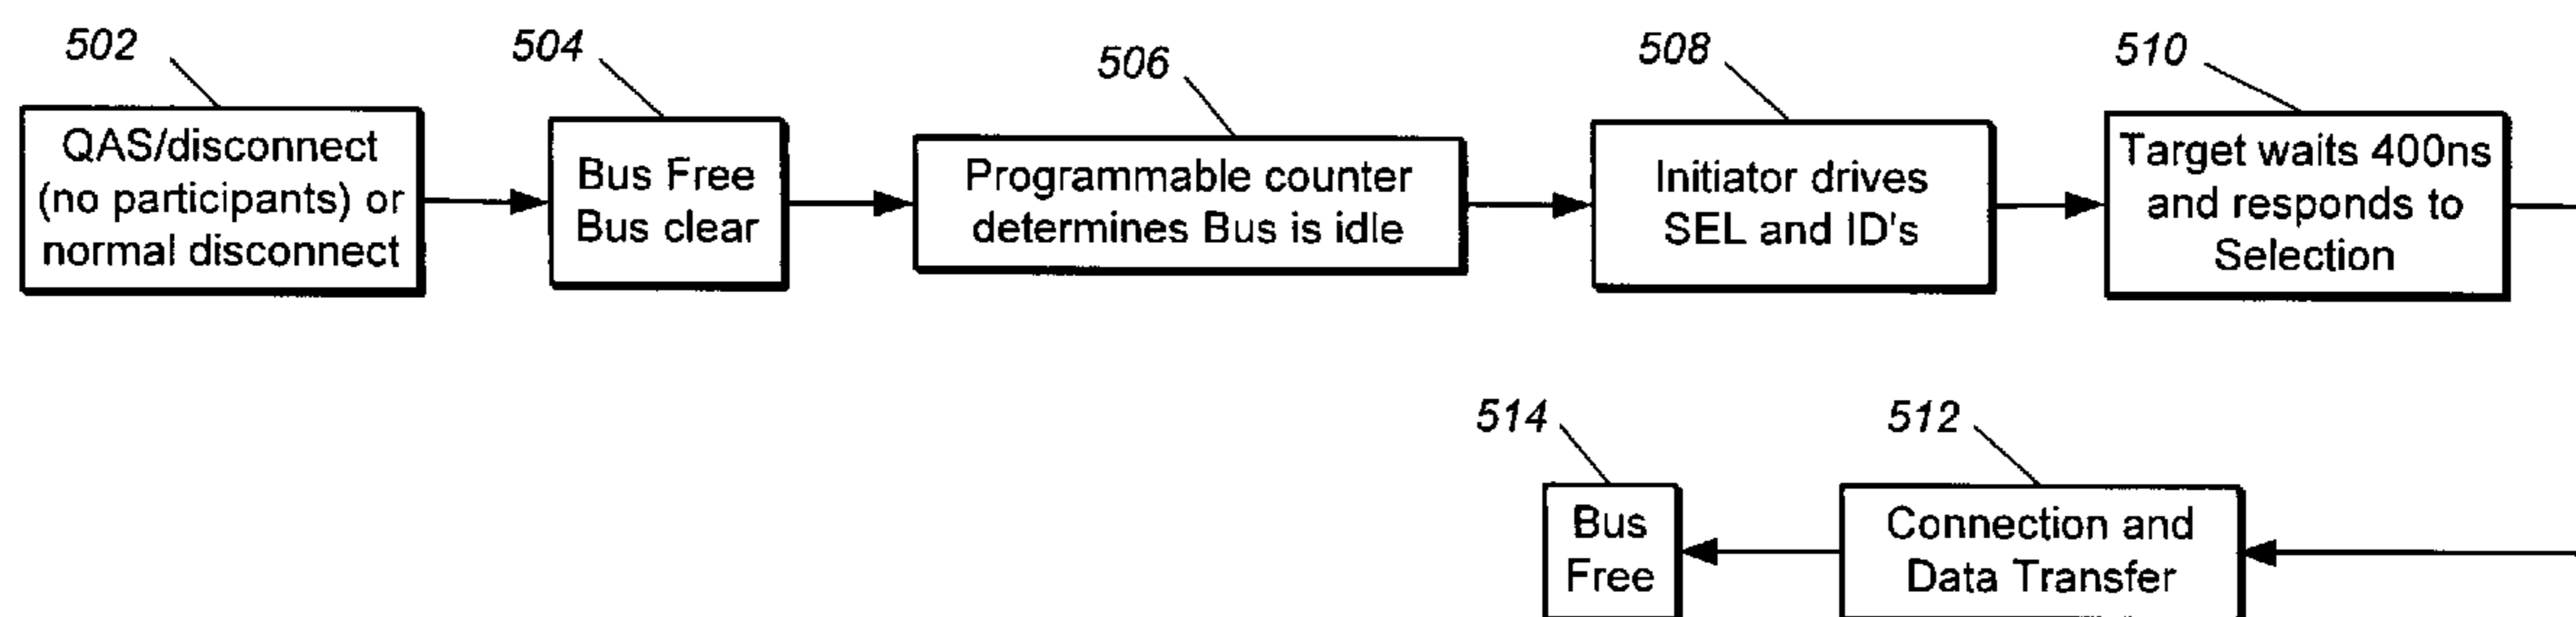 502
QAS/disconnect
(no participants) or
normal disconnect
504
Bus Free
Bus clear
506
Programmable counter
determines Bus is idle
508
Initiator drives
SEL and ID's
510
Target waits 400ns
and responds to
Selection
512
Connection and
Data Transfer
514
Bus
Free